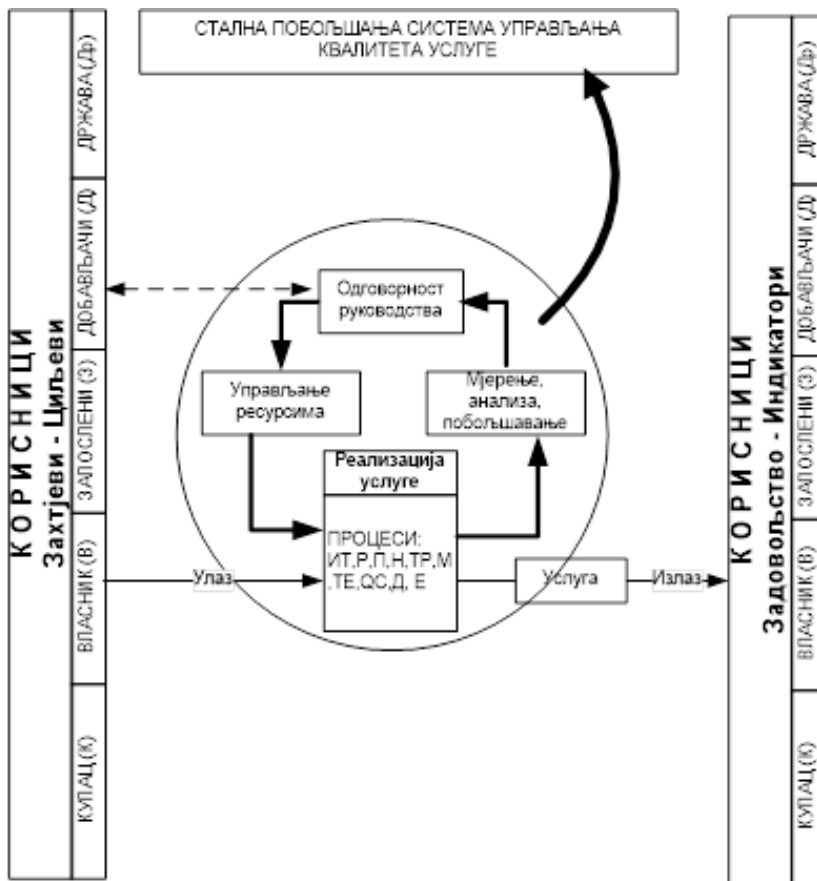 СТАЛНА ПОБОЉШАЊА СИСТЕМА УПРАВЉАЊА
КВАЛИТЕТА УСЛУГЕ
К О Р И С Н И Ц И
Захтјеви - Циљеви
ДРЖАВА (Др)
ДОБАВЉАЧИ (Д)
ЗАПОСЛЕНИ (З)
ВЛАСНИК (В)
КУПАЦ (К)
Одговорност
руководства
Управљање
ресурсима
Мјерење,
анализа,
побољшавање
Реализација
услуге
ПРОЦЕСИ:
ИТ,Р,П,Н,ТР,М
,ТЕ,QC,Д, Е
Улаз
Услуга
Излаз
К О Р И С Н И Ц И
Задовољство - Индикатори
ДРЖАВА (Др)
ДОБАВЉАЧИ (Д)
ЗАПОСЛЕНИ (З)
ВЛАСНИК (В)
КУПАЦ (К)